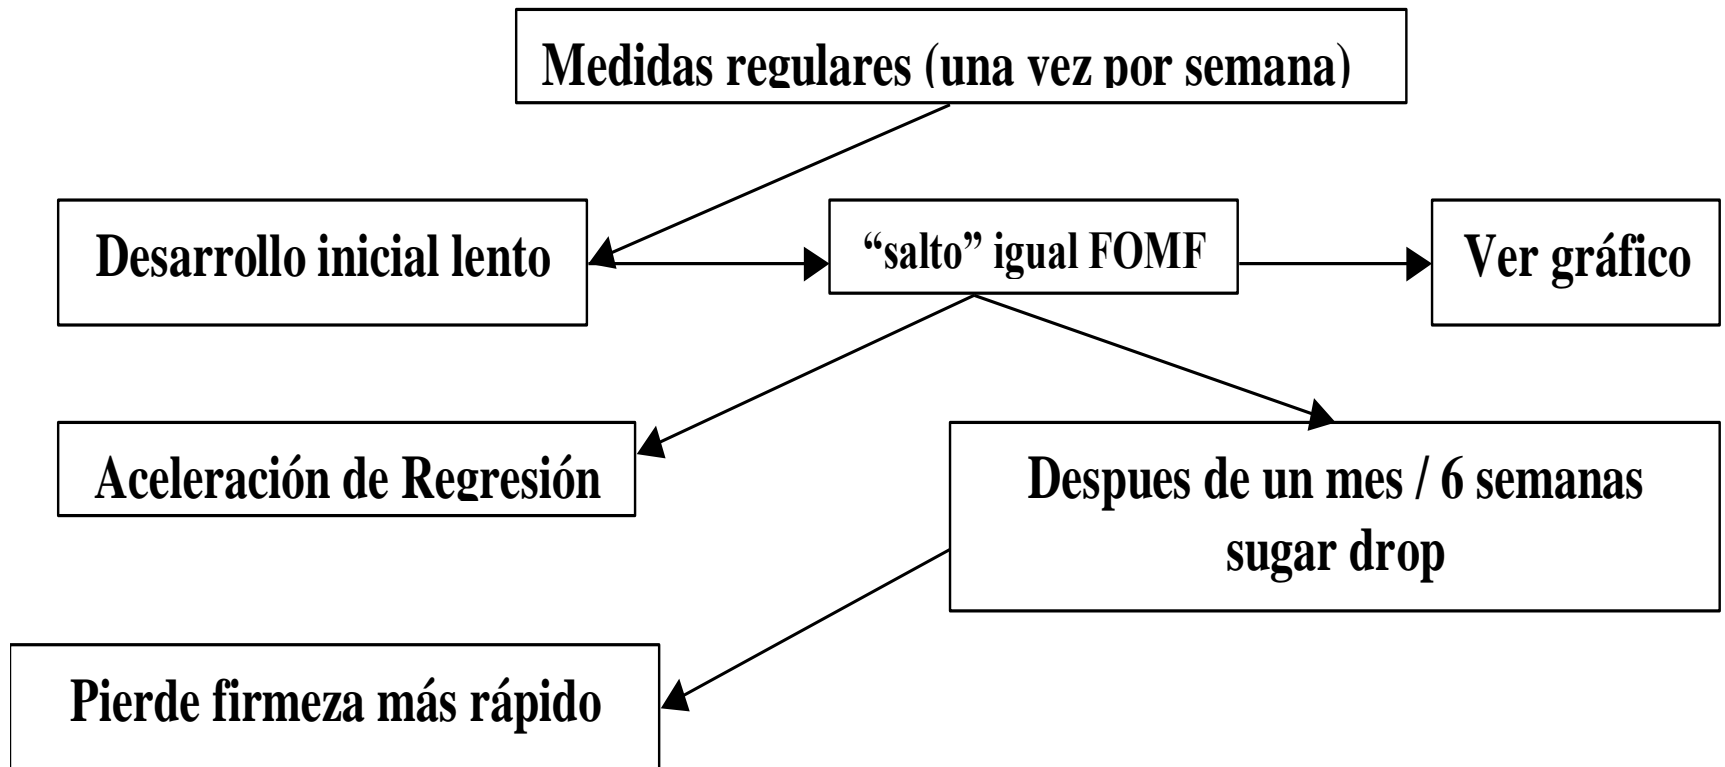 Medidas regulares (una vez por semana)
Desarrollo inicial lento
“salto” igual FOMF
Ver gráfico
Aceleración de Regresión
Despues de un mes / 6 semanas
sugar drop
Pierde firmeza más rápido